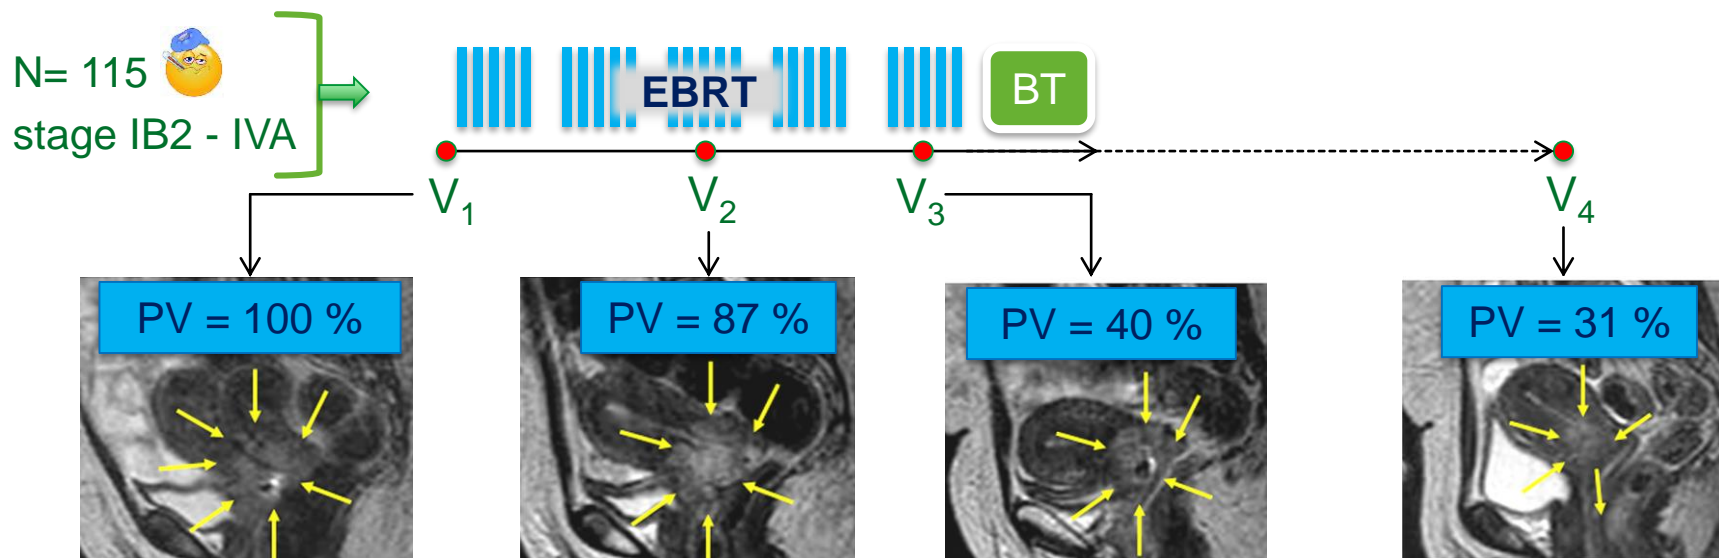 N= 115
stage IB2 - IVA
EBRT
BT
V1
V2
V3
V4
PV = 100 %
PV = 87 %
PV = 40 %
PV = 31 %